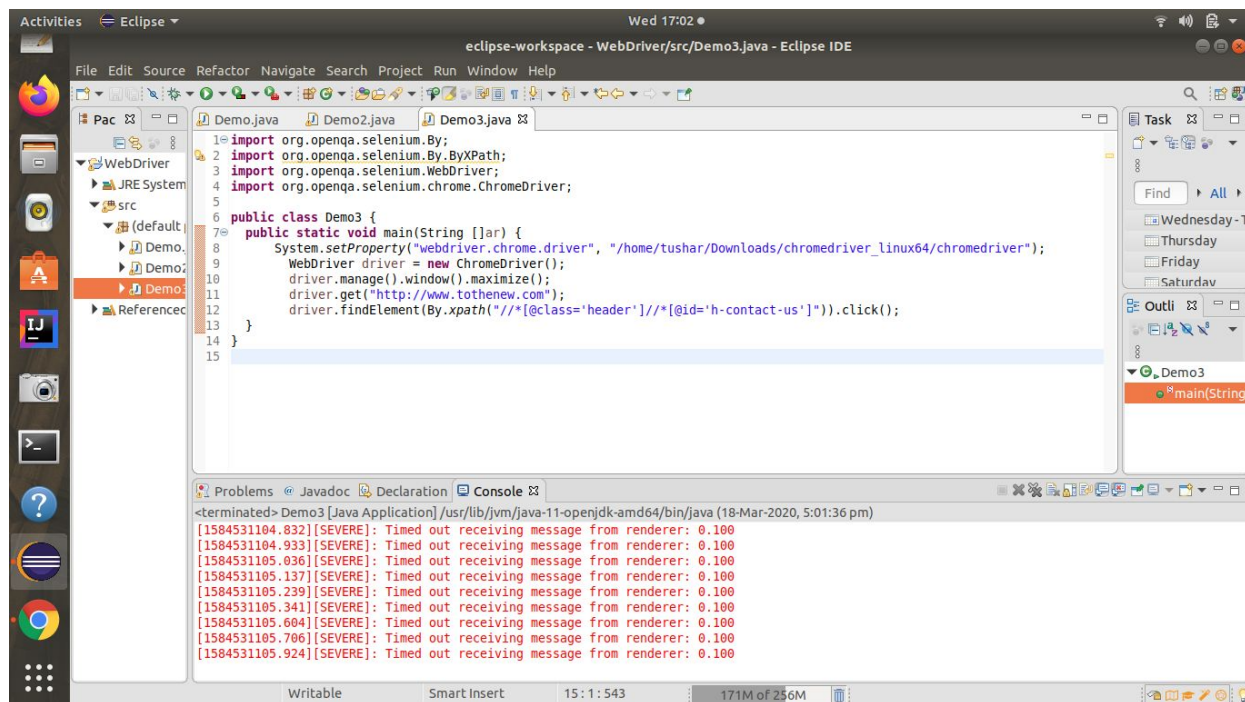 Activities Eclipse Wed 17:02
eclipse-workspace - WebDriver/src/Demo3.java - Eclipse IDE
File Edit Source Refactor Navigate Search Project Run Window Help
Pac Demo.java Demo2.java Demo3.java Task
WebDriver
JRE System
src
(default
Demo.
Demo2
Demo3
Referenced
1 import org.openqa.selenium.By;
2 import org.openqa.selenium.By.ByXPath;
3 import org.openqa.selenium.WebDriver;
4 import org.openqa.selenium.chrome.ChromeDriver;
5
6 public class Demo3 {
7 public static void main(String []ar) {
8 System.setProperty("webdriver.chrome.driver", "/home/tushar/Downloads/chromedriver_linux64/chromedriver");
9 WebDriver driver = new ChromeDriver();
10 driver.manage().window().maximize();
11 driver.get("http://www.tothenew.com");
12 driver.findElement(By.xpath("//*[@class='header']//*[@id='h-contact-us']")).click();
13 }
14 }
15
Find All
Wednesday - 1
Thursday
Friday
Saturday
Outli
Demo3
main(String
Problems Javadoc Declaration Console
<terminated> Demo3 [Java Application] /usr/lib/jvm/java-11-openjdk-amd64/bin/java (18-Mar-2020, 5:01:36 pm)
[1584531104.832][SEVERE]: Timed out receiving message from renderer: 0.100
[1584531104.933][SEVERE]: Timed out receiving message from renderer: 0.100
[1584531105.036][SEVERE]: Timed out receiving message from renderer: 0.100
[1584531105.137][SEVERE]: Timed out receiving message from renderer: 0.100
[1584531105.239][SEVERE]: Timed out receiving message from renderer: 0.100
[1584531105.341][SEVERE]: Timed out receiving message from renderer: 0.100
[1584531105.604][SEVERE]: Timed out receiving message from renderer: 0.100
[1584531105.706][SEVERE]: Timed out receiving message from renderer: 0.100
[1584531105.924][SEVERE]: Timed out receiving message from renderer: 0.100
Writable Smart Insert 15 : 1 : 543 171M of 256M